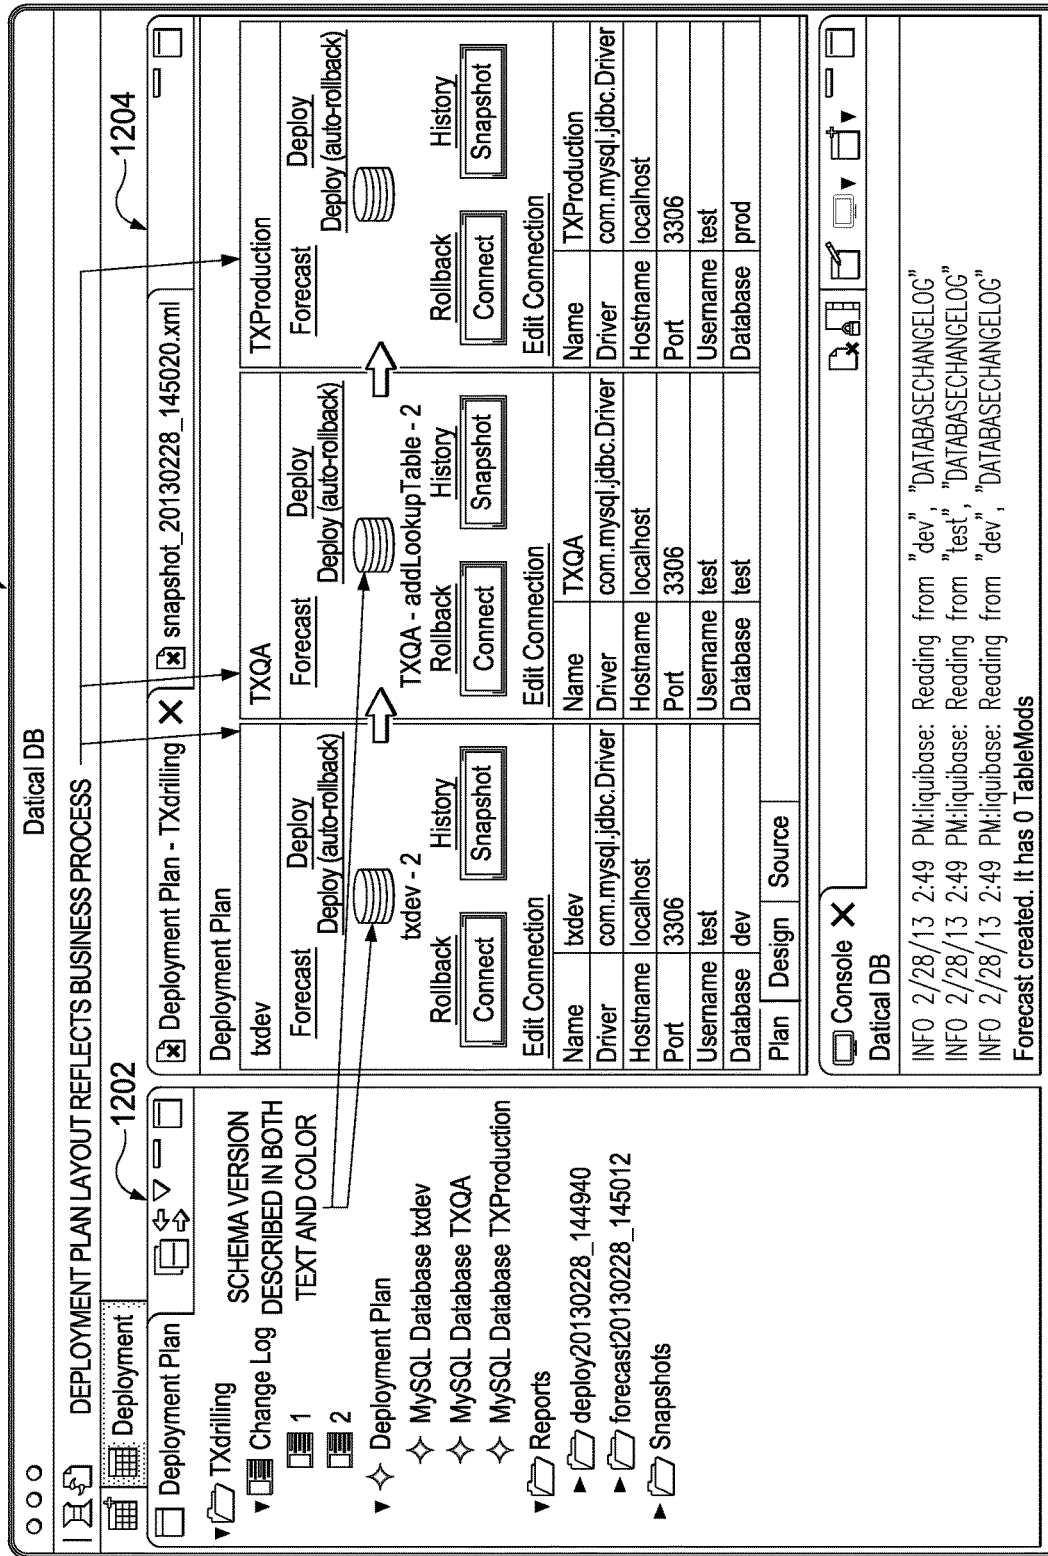 Datical DB
DEPLOYMENT PLAN LAYOUT REFLECTS BUSINESS PROCESS
Deployment
1202
1204
Deployment Plan
TXdrilling
Change Log
1
2
SCHEMA VERSION
DESCRIBED IN BOTH
TEXT AND COLOR
Deployment Plan
MySQL Database txdev
MySQL Database TXQA
MySQL Database TXProduction
Reports
deploy20130228_144940
forecast20130228_145012
Snapshots
Deployment Plan - TXdrilling
snapshot_20130228_145020.xml
Deployment Plan
txdev
Forecast Deploy
Deploy (auto-rollback)
txdev - 2
Rollback History
Connect Snapshot
Edit Connection
Name txdev
Driver com.mysql.jdbc.Driver
Hostname localhost
Port 3306
Username test
Database dev
TXQA
Forecast Deploy
Deploy (auto-rollback)
TXQA - addLookupTable - 2
Rollback History
Connect Snapshot
Edit Connection
Name TXQA
Driver com.mysql.jdbc.Driver
Hostname localhost
Port 3306
Username test
Database test
TXProduction
Forecast Deploy
Deploy (auto-rollback)
Rollback History
Connect Snapshot
Edit Connection
Name TXProduction
Driver com.mysql.jdbc.Driver
Hostname localhost
Port 3306
Username test
Database prod
Plan Design Source
Console
Datical DB
INFO 2/28/13 2:49 PM:liquibase: Reading from "dev", "DATABASECHANGELOG"
INFO 2/28/13 2:49 PM:liquibase: Reading from "test", "DATABASECHANGELOG"
INFO 2/28/13 2:49 PM:liquibase: Reading from "dev", "DATABASECHANGELOG"
Forecast created. It has 0 TableMods